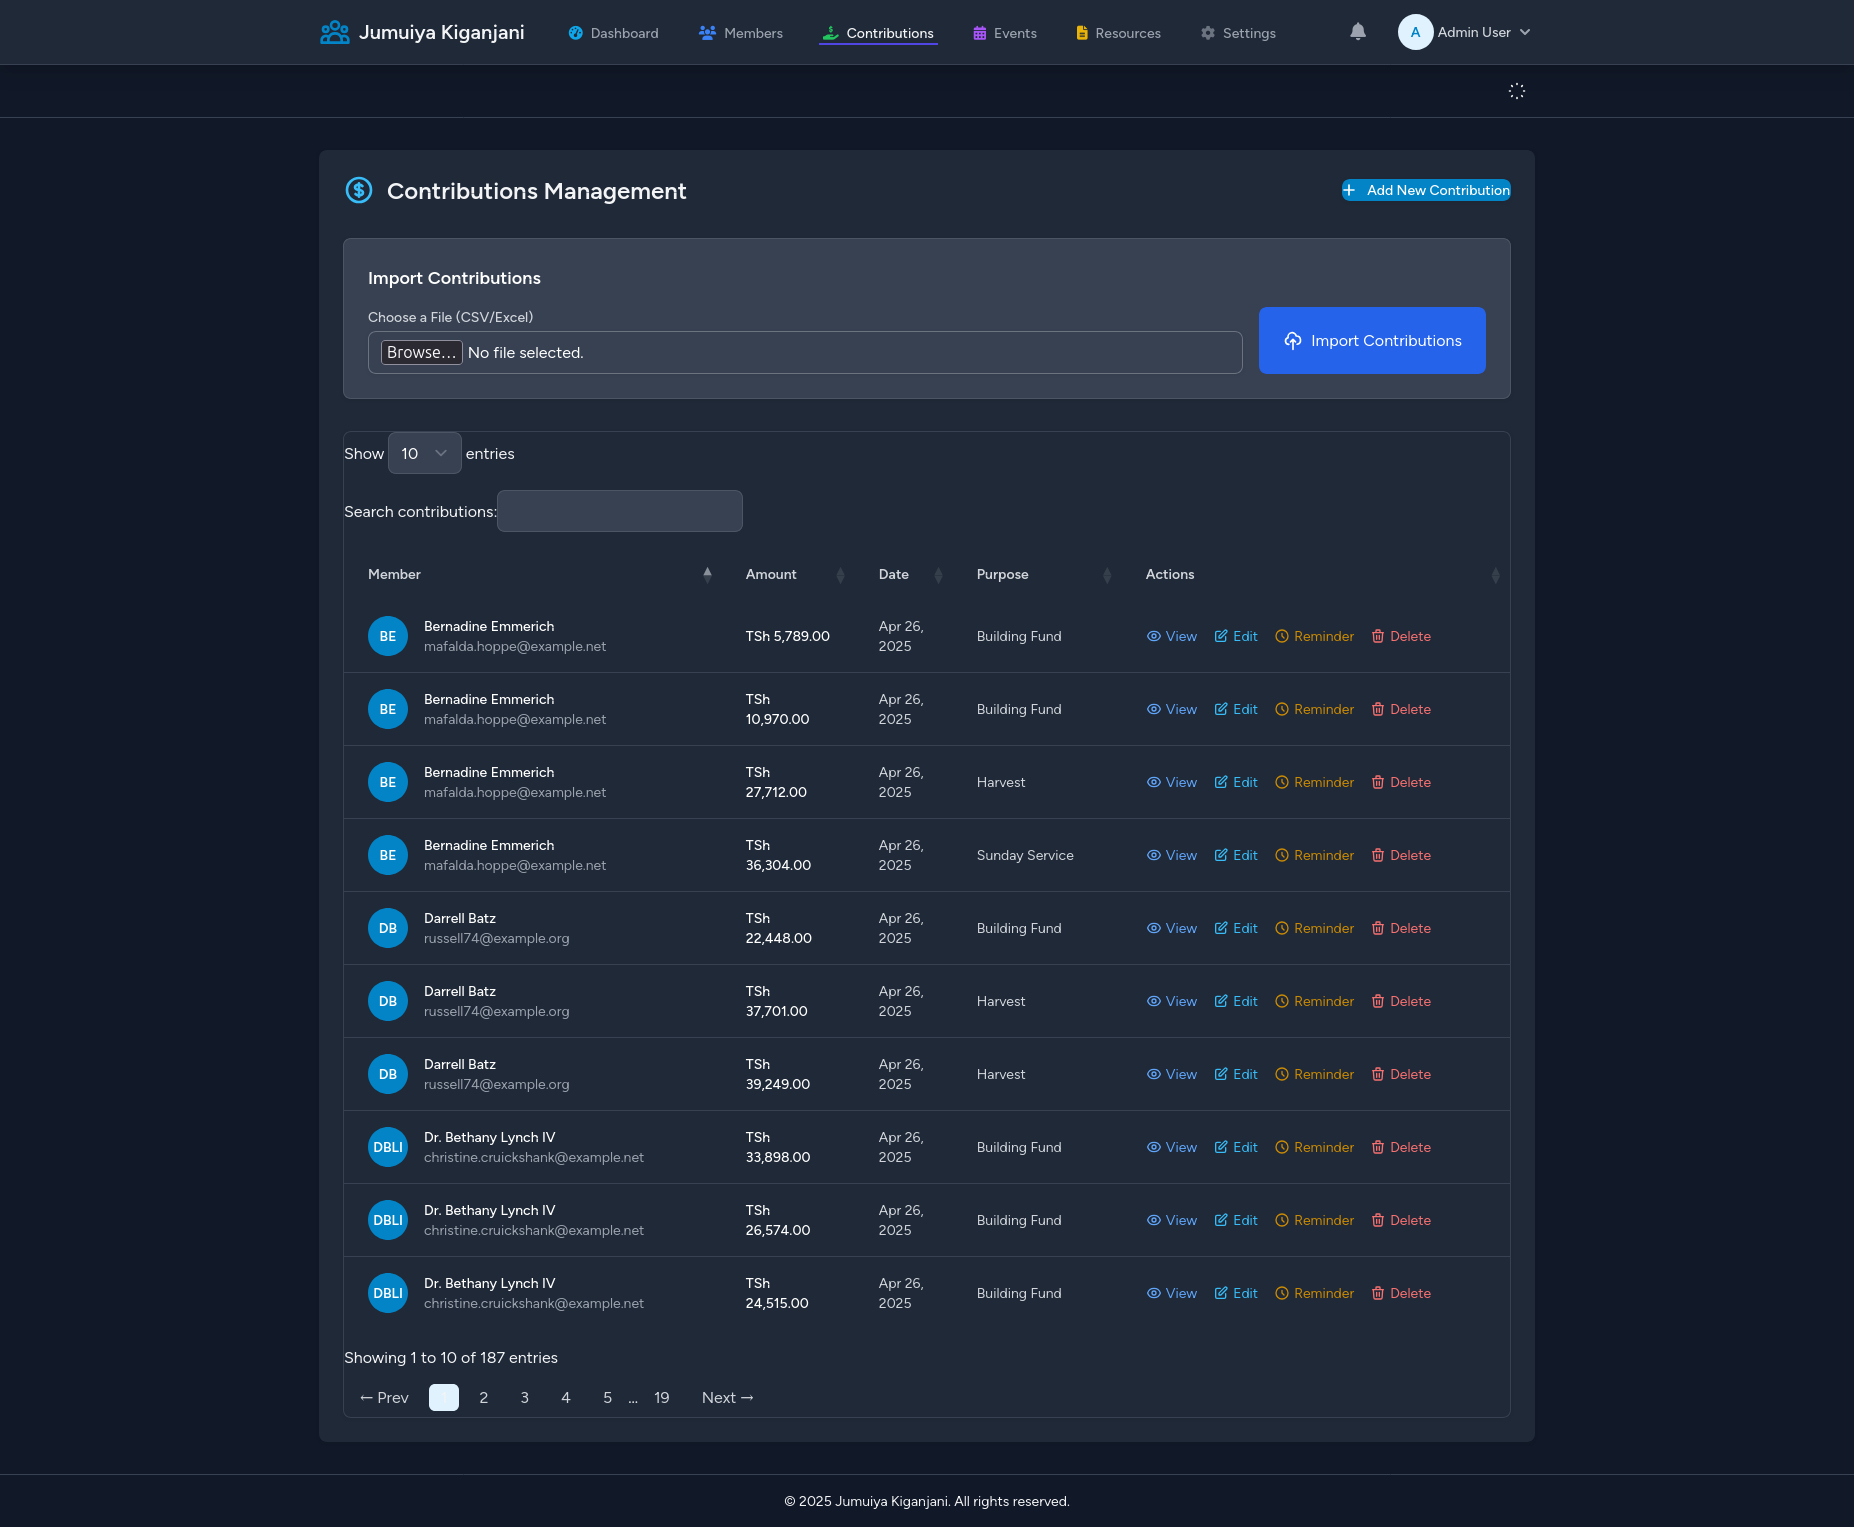 Jumuiya Kiganjani Dashboard Members Contributions Events Resources Settings A Admin User
Contributions Management
+ Add New Contribution
Import Contributions
Choose a File (CSV/Excel)
Browse... No file selected.
Import Contributions
Show 10 entries
Search contributions:
Member Amount Date Purpose Actions
BE Bernadine Emmerich
mafalda.hoppe@example.net
TSh 5,789.00
Apr 26,
2025
Building Fund
View Edit Reminder Delete
BE Bernadine Emmerich
mafalda.hoppe@example.net
TSh
10,970.00
Apr 26,
2025
Building Fund
View Edit Reminder Delete
BE Bernadine Emmerich
mafalda.hoppe@example.net
TSh
27,712.00
Apr 26,
2025
Harvest
View Edit Reminder Delete
BE Bernadine Emmerich
mafalda.hoppe@example.net
TSh
36,304.00
Apr 26,
2025
Sunday Service
View Edit Reminder Delete
DB Darrell Batz
russell74@example.org
TSh
22,448.00
Apr 26,
2025
Building Fund
View Edit Reminder Delete
DB Darrell Batz
russell74@example.org
TSh
37,701.00
Apr 26,
2025
Harvest
View Edit Reminder Delete
DB Darrell Batz
russell74@example.org
TSh
39,249.00
Apr 26,
2025
Harvest
View Edit Reminder Delete
DBLI Dr. Bethany Lynch IV
christine.cruickshank@example.net
TSh
33,898.00
Apr 26,
2025
Building Fund
View Edit Reminder Delete
DBLI Dr. Bethany Lynch IV
christine.cruickshank@example.net
TSh
26,574.00
Apr 26,
2025
Building Fund
View Edit Reminder Delete
DBLI Dr. Bethany Lynch IV
christine.cruickshank@example.net
TSh
24,515.00
Apr 26,
2025
Building Fund
View Edit Reminder Delete
Showing 1 to 10 of 187 entries
← Prev 1 2 3 4 5 ... 19 Next →
© 2025 Jumuiya Kiganjani. All rights reserved.